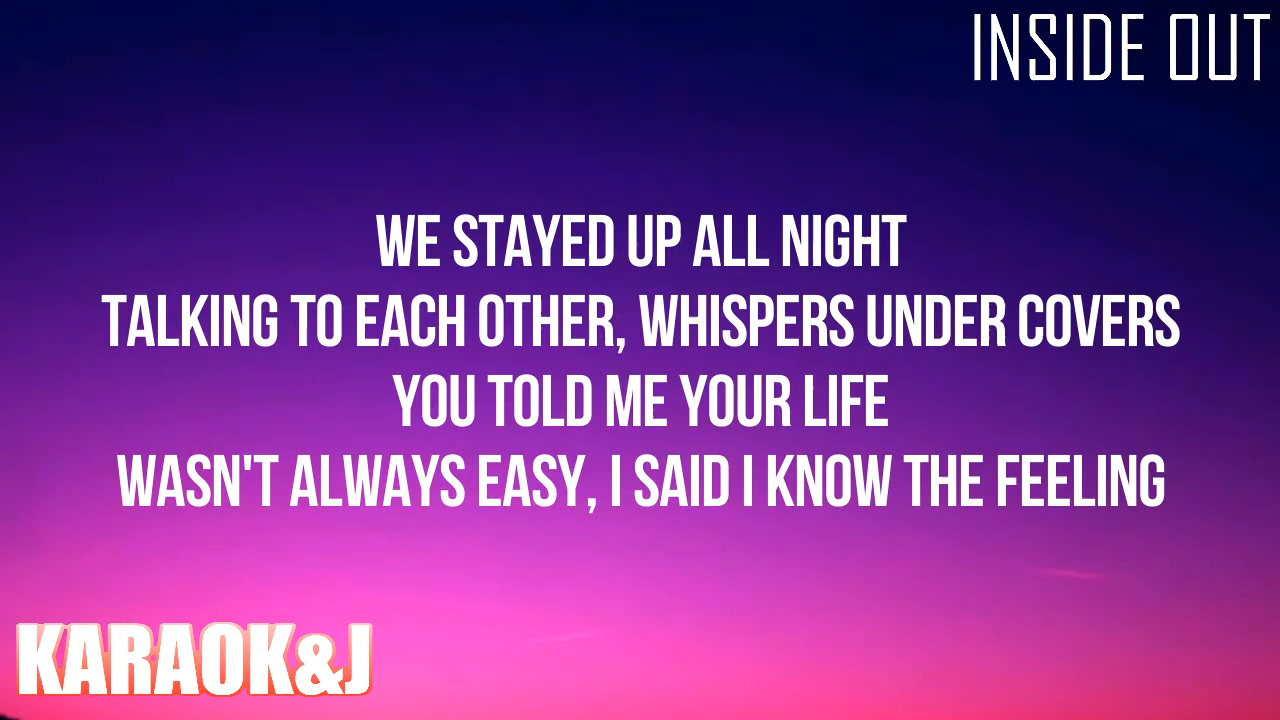 INSIDE OUT
WE STAYED UP ALL NIGHT
TALKING TO EACH OTHER, WHISPERS UNDER COVERS
YOU TOLD ME YOUR LIFE
WASN'T ALWAYS EASY, I SAID I KNOW THE FEELING
KARAOK&J